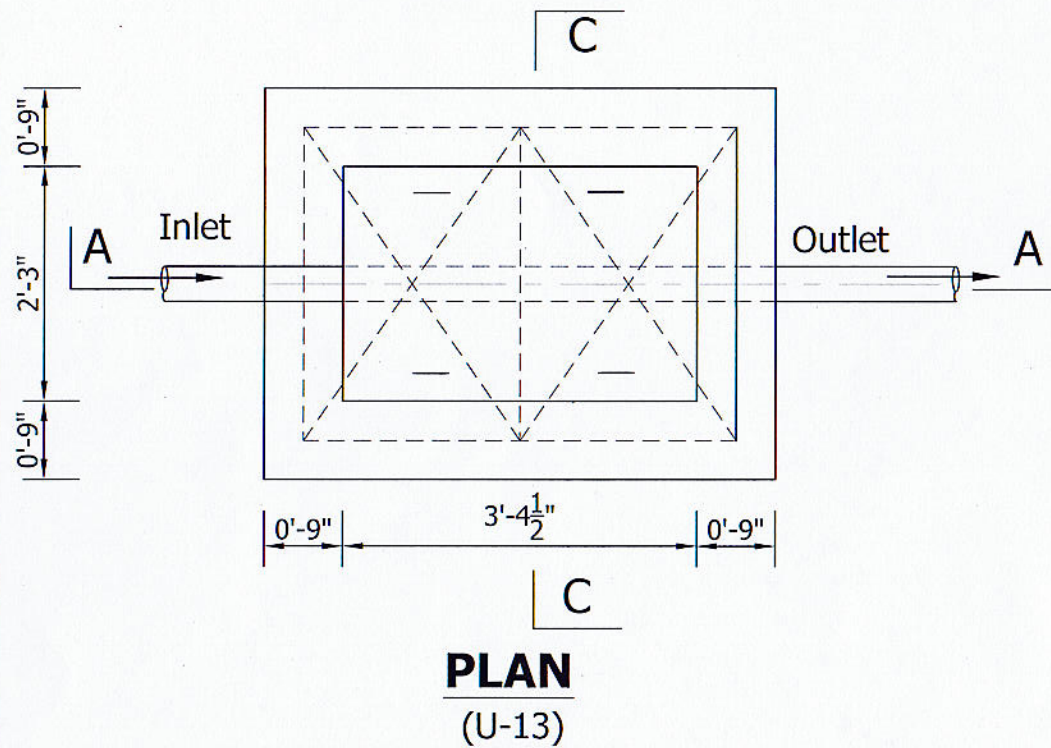 C
0'-9"
Inlet
Outlet
A
A
2'-3"
0'-9"
0'-9"
3'-4½"
0'-9"
C
PLAN
(U-13)